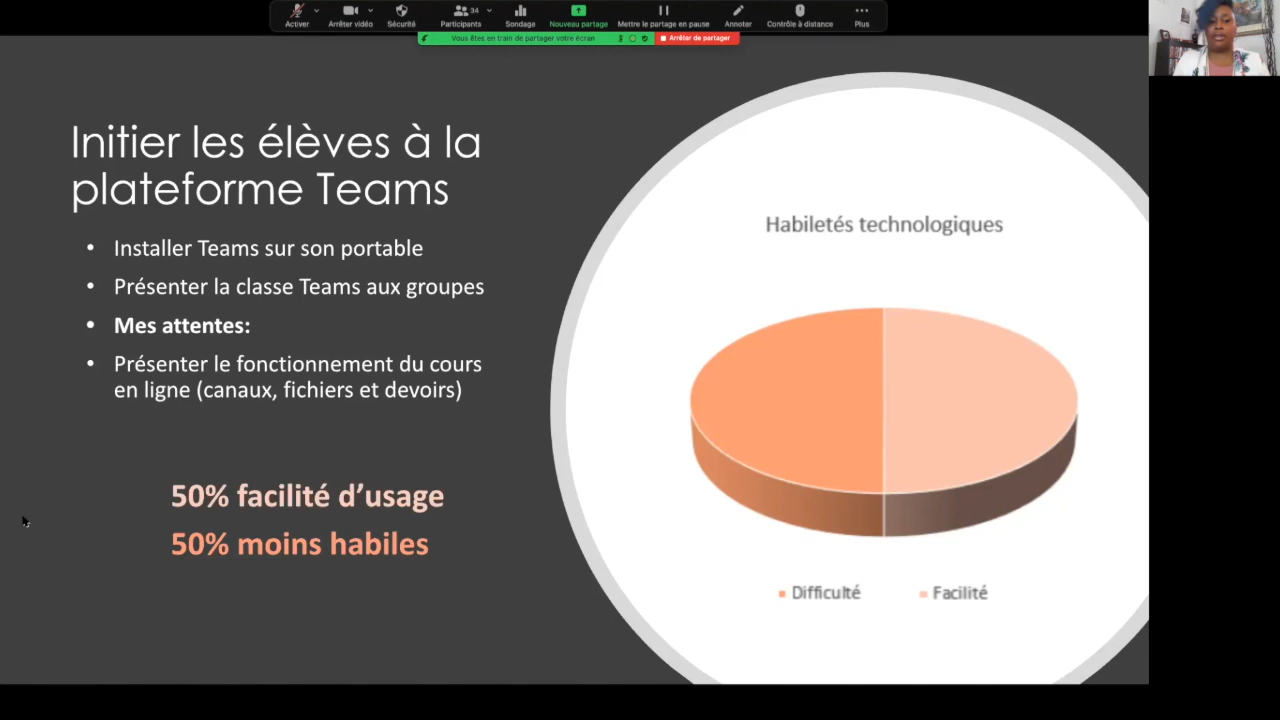 Activer
Arrêter vidéo
Sécurité
Participants
34
Sondage
Nouveau partage
Mettre le partage en pause
Annoter
Contrôle à distance
Plus
Vous êtes en train de partager votre écran
Arrêter de partager
Initier les élèves à la
plateforme Teams
• Installer Teams sur son portable
• Présenter la classe Teams aux groupes
• Mes attentes:
• Présenter le fonctionnement du cours
en ligne (canaux, fichiers et devoirs)
50% facilité d’usage
50% moins habiles
Habiletés technologiques
Difficulté
Facilité